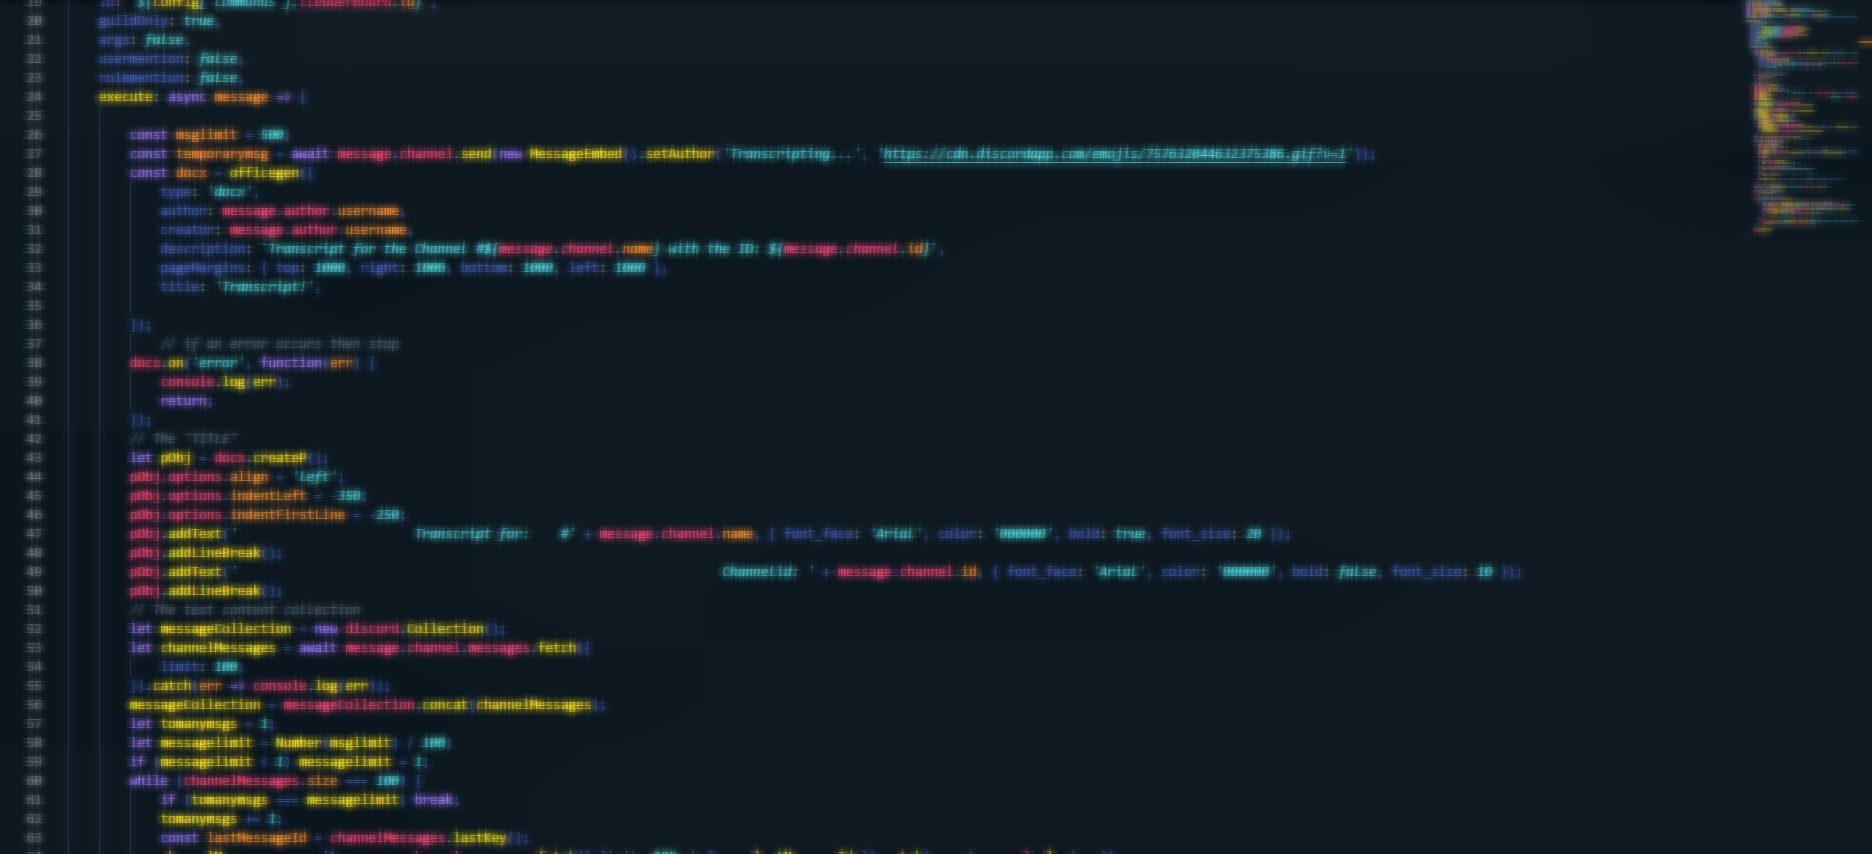 19 id: `${config['commands'].leaderboard.id}`,
20 guildOnly: true,
21 args: false,
22 usermention: false,
23 rolemention: false,
24 execute: async message => {
25
26 const msglimit = 500;
27 const temporarymsg = await message.channel.send(new MessageEmbed().setAuthor('Transcripting...', 'https://cdn.discordapp.com/emojis/757632044632375386.gif?v=1'));
28 const docx = officegen({
29 type: 'docx',
30 author: message.author.username,
31 creator: message.author.username,
32 description: `Transcript for the Channel #${message.channel.name} with the ID: ${message.channel.id}`,
33 pageMargins: { top: 1000, right: 1000, bottom: 1000, left: 1000 },
34 title: 'Transcript!',
35
36 });
37 // if an error occurs then stop
38 docx.on('error', function(err) {
39 console.log(err);
40 return;
41 });
42 // The "TITLE"
43 let pObj = docx.createP();
44 pObj.options.align = 'left';
45 pObj.options.indentLeft = -350;
46 pObj.options.indentFirstLine = -250;
47 pObj.addText(' Transcript for: #' + message.channel.name, { font_face: 'Arial', color: '000000', bold: true, font_size: 20 });
48 pObj.addLineBreak();
49 pObj.addText(' Channelid: ' + message.channel.id, { font_face: 'Arial', color: '000000', bold: false, font_size: 10 });
50 pObj.addLineBreak();
51 // The text content collection
52 let messageCollection = new discord.Collection();
53 let channelMessages = await message.channel.messages.fetch({
54 limit: 100,
55 }).catch(err => console.log(err));
56 messageCollection = messageCollection.concat(channelMessages);
57 let tomanymsgs = 1;
58 let messagelimit = Number(msglimit) / 100;
59 if (messagelimit < 1) messagelimit = 1;
60 while (channelMessages.size === 100) {
61 if (tomanymsgs === messagelimit) break;
62 tomanymsgs += 1;
63 const lastMessageId = channelMessages.lastKey();